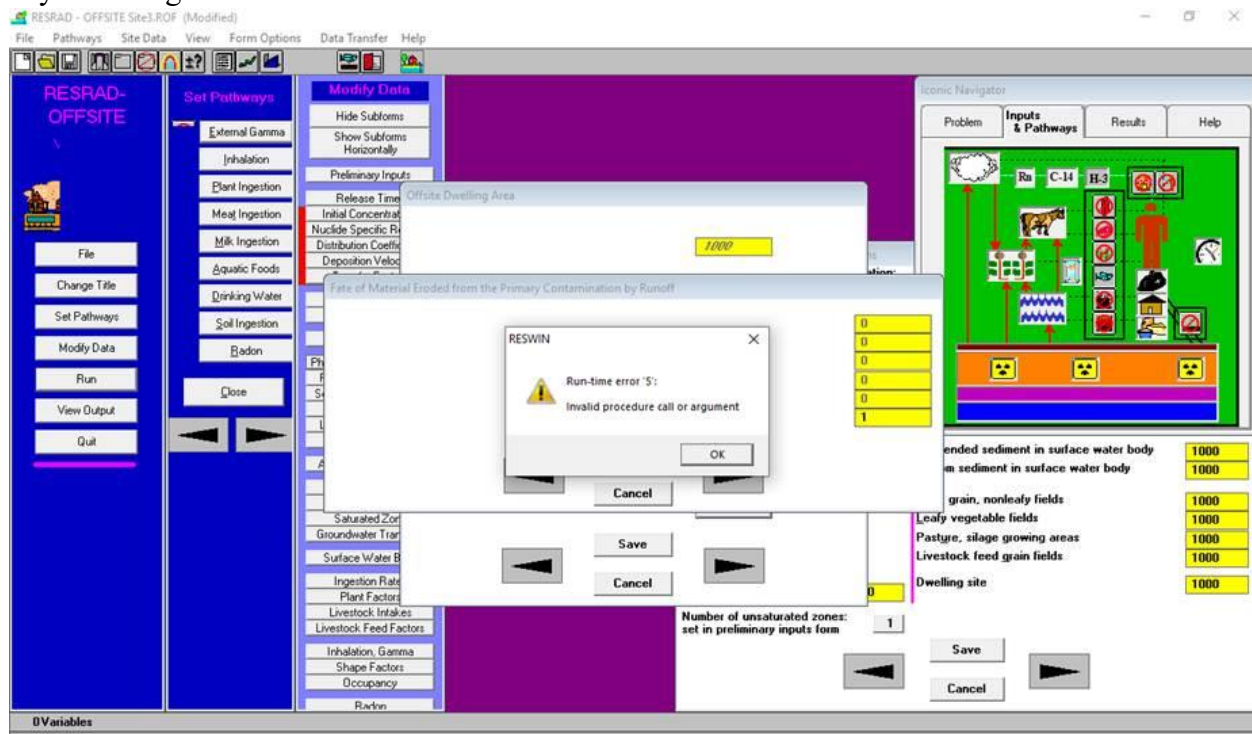 RESRAD - OFFSITE Site3.ROF (Modified)
File Pathways Site Data View Form Options Data Transfer Help
RESRAD-
OFFSITE
File
Change Title
Set Pathways
Modify Data
Run
View Output
Quit
Set Pathways
External Gamma
Inhalation
Plant Ingestion
Meat Ingestion
Milk Ingestion
Aquatic Foods
Drinking Water
Soil Ingestion
Radon
Close
Modify Data
Hide Subforms
Show Subforms
Horizontally
Preliminary Inputs
Release Time
Initial Concentrat
Nuclide Specific R
Distribution Coeffic
Deposition Veloc
Saturated Zon
Groundwater Tran
Surface Water B
Ingestion Rate
Plant Factors
Livestock Intakes
Livestock Feed Factors
Inhalation, Gamma
Shape Factors
Occupancy
Radon
Offsite Dwelling Area
1000
Fate of Material Eroded from the Primary Contamination by Runoff
0
0
0
0
0
1
RESWIN
Run-time error '5':
Invalid procedure call or argument
OK
Cancel
Save
Cancel
Number of unsaturated zones: 1
set in preliminary inputs form
Iconic Navigator
Problem
Inputs
& Pathways
Results
Help
Rn C-14 H-3
ended sediment in surface water body 1000
m sediment in surface water body 1000
grain, nonleafy fields 1000
Leafy vegetable fields 1000
Pasture, silage growing areas 1000
Livestock feed grain fields 1000
Dwelling site 1000
Save
Cancel
0 Variables